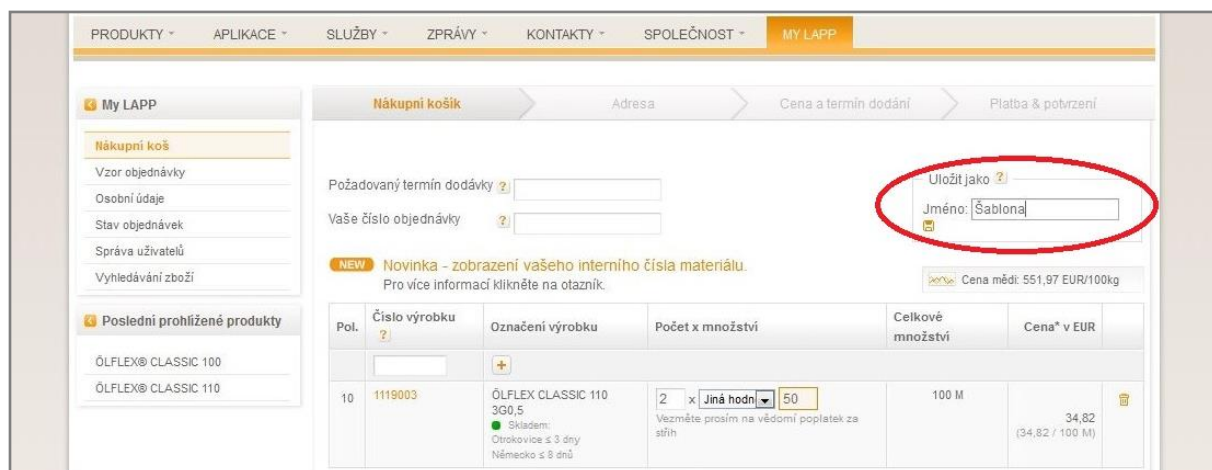 PRODUKTY APLIKACE SLUŽBY ZPRÁVY KONTAKTY SPOLEČNOST MY LAPP
My LAPP
Nákupní koš
Vzor objednávky
Osobní údaje
Stav objednávek
Správa uživatelů
Vyhledávání zboží
Poslední prohlížené produkty
ÖLFLEX® CLASSIC 100
ÖLFLEX® CLASSIC 110
Nákupní košík Adresa Cena a termín dodání Platba & potvrzení
Požadovaný termín dodávky ?
Vaše číslo objednávky ?
Uložit jako ?
Jméno: Šablona
NEW Novinka - zobrazení vašeho interního čísla materiálu.
Pro více informací klikněte na otazník.
Cena mědi: 551,97 EUR/100kg
Pol. Číslo výrobku ? Označení výrobku Počet x množství Celkové množství Cena* v EUR
+
10 1119003 ÖLFLEX CLASSIC 110 2 x Jiná hodn 50 100 M
3G0,5
Skladem:
Otrokovice ≤ 3 dny
Německo ≤ 8 dnů
Vezměte prosím na vědomí poplatek za
střih
34,82
(34,82 / 100 M)